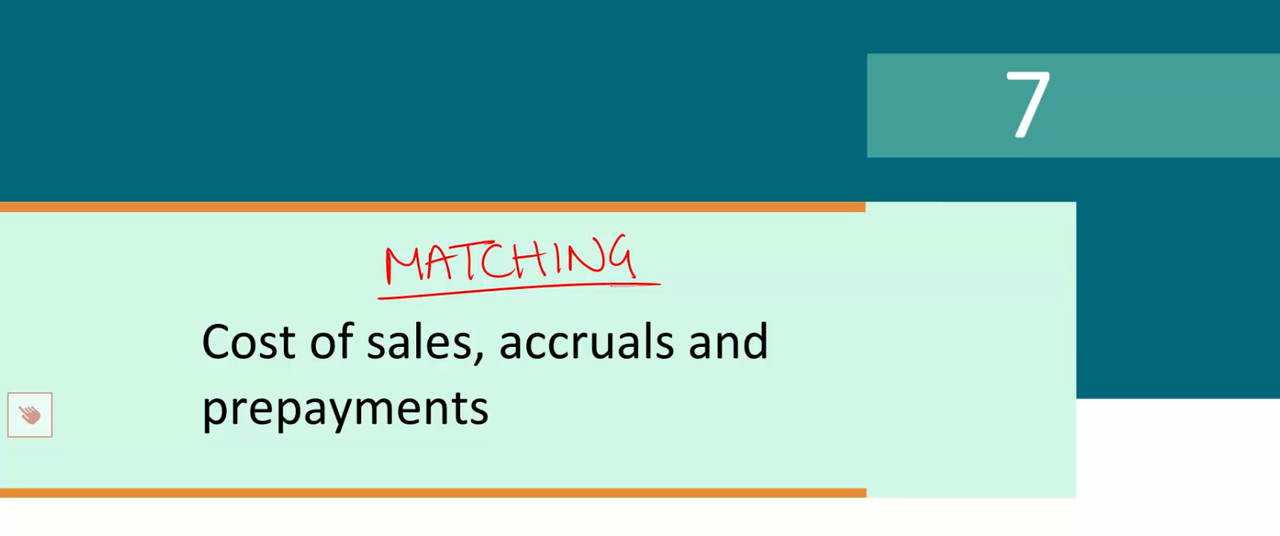 7
MATCHING
Cost of sales, accruals and
prepayments